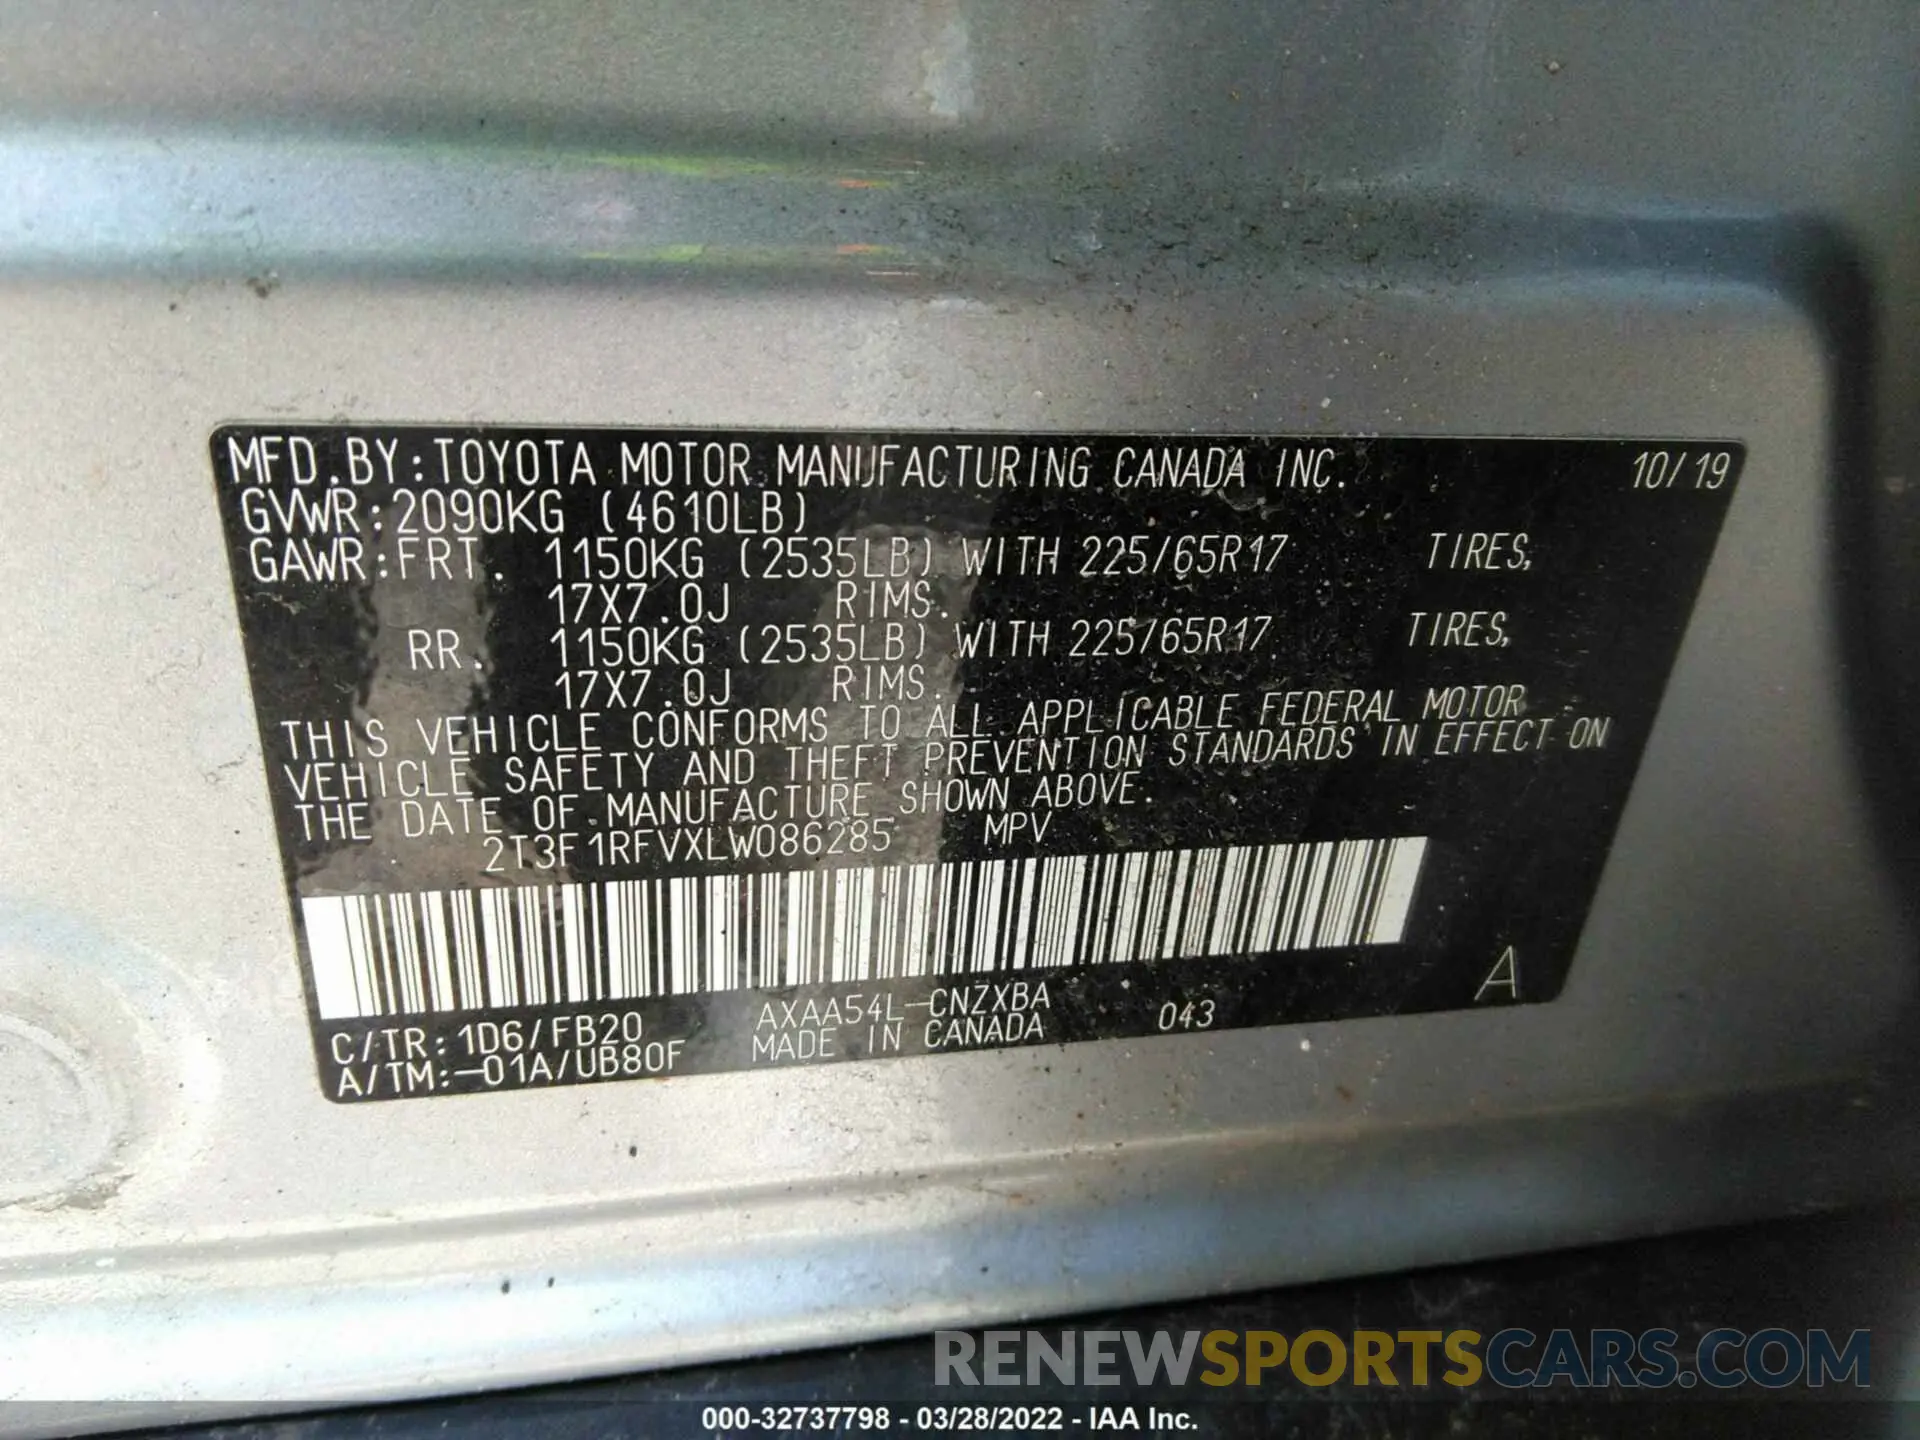 MFD.BY:TOYOTA MOTOR MANUFACTURING CANADA INC. 10/19
GVWR:2090KG (4610LB)
GAWR:FRT. 1150KG (2535LB) WITH 225/65R17 TIRES,
17X7.0J RIMS.
RR. 1150KG (2535LB) WITH 225/65R17 TIRES,
17X7.0J RIMS.
THIS VEHICLE CONFORMS TO ALL APPLICABLE FEDERAL MOTOR
VEHICLE SAFETY AND THEFT PREVENTION STANDARDS IN EFFECT ON
THE DATE OF MANUFACTURE SHOWN ABOVE.
2T3F1RFVXLW086285 MPV
A
C/TR: 1D6/FB20 AXAA54L-CNZXBA 043
A/TM:-01A/UB80F MADE IN CANADA
RENEWSPORTSCARS.COM
000-32737798 - 03/28/2022 - IAA Inc.